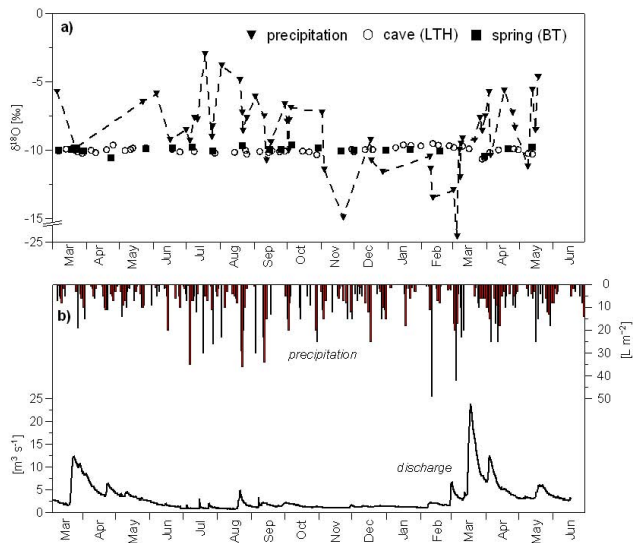 a)
precipitation cave (LTH) spring (BT)
0
-5
-10
-15
-25
δ18O [‰]
Mar Apr May Jun Jul Aug Sep Oct Nov Dec Jan Feb Mar Apr May Jun
b)
precipitation
0
10
20
30
40
50
[L m-2]
25
20
15
10
5
0
[m3 s-1]
discharge
Mar Apr May Jun Jul Aug Sep Oct Nov Dec Jan Feb Mar Apr May Jun